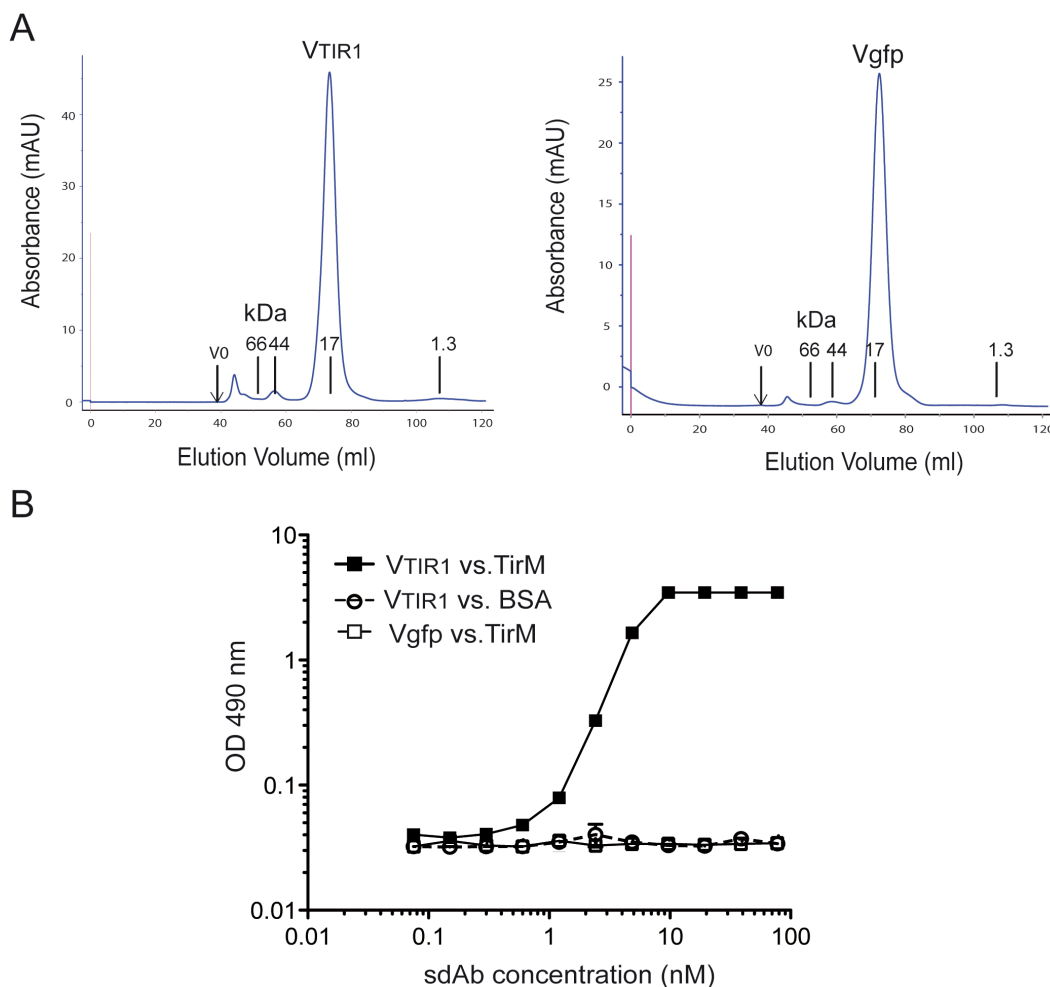 A
VTIR1
Absorbance (mAU)
40
30
20
10
0
kDa
V0
66 44
17
1.3
0 20 40 60 80 100 120
Elution Volume (ml)
Vgfp
Absorbance (mAU)
25
20
15
10
5
0
kDa
V0
66 44
17
1.3
0 20 40 60 80 100 120
Elution Volume (ml)
B
OD 490 nm
10
1
0.1
0.01
VTIR1 vs.TirM
VTIR1 vs. BSA
Vgfp vs.TirM
0.01 0.1 1 10 100
sdAb concentration (nM)